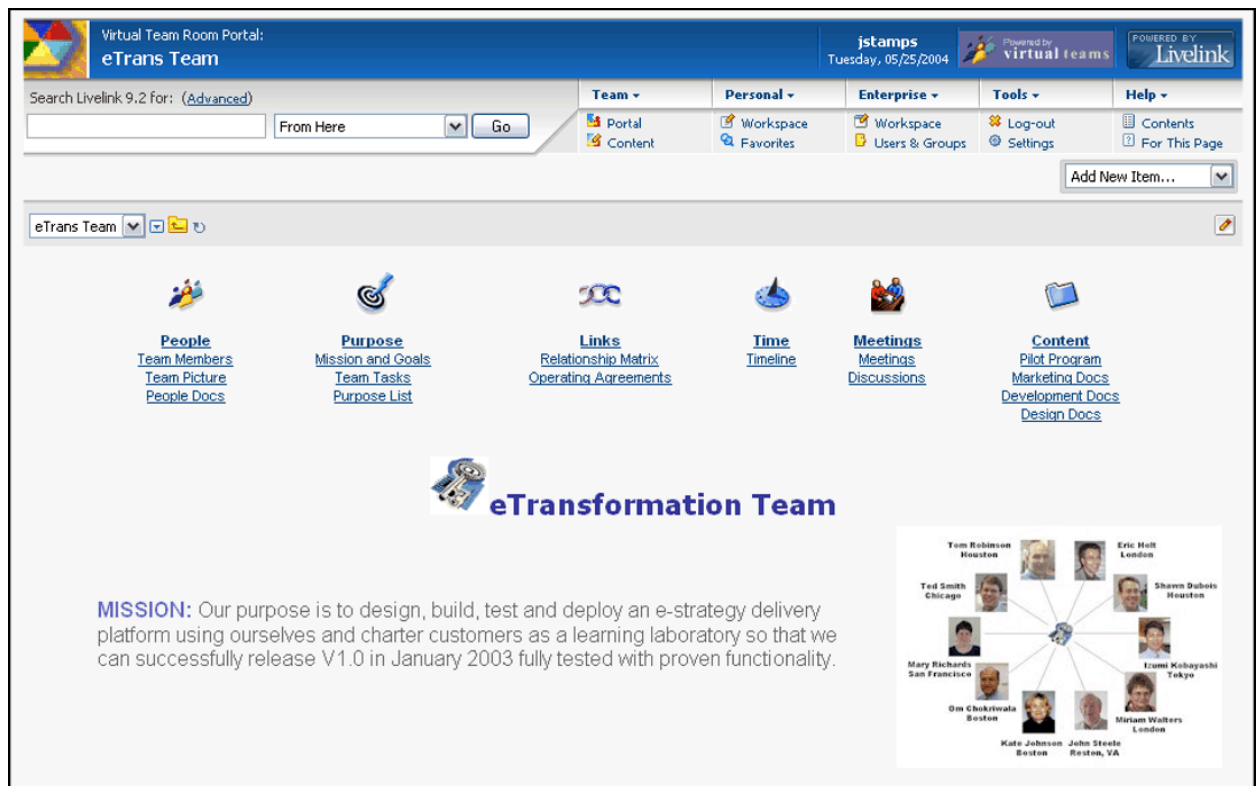 Virtual Team Room Portal:
eTrans Team
jstamps
Tuesday, 05/25/2004
Powered by
virtual teams
POWERED BY
Livelink
Search Livelink 9.2 for: (Advanced)
From Here
Go
Team
Portal
Content
Personal
Workspace
Favorites
Enterprise
Workspace
Users & Groups
Tools
Log-out
Settings
Help
Contents
For This Page
Add New Item...
eTrans Team
People
Team Members
Team Picture
People Docs
Purpose
Mission and Goals
Team Tasks
Purpose List
Links
Relationship Matrix
Operating Agreements
Time
Timeline
Meetings
Meetings
Discussions
Content
Pilot Program
Marketing Docs
Development Docs
Design Docs
eTransformation Team
MISSION: Our purpose is to design, build, test and deploy an e-strategy delivery
platform using ourselves and charter customers as a learning laboratory so that we
can successfully release V1.0 in January 2003 fully tested with proven functionality.
Tom Robinson
Houston
Eric Holt
London
Ted Smith
Chicago
Shawn Dubois
Houston
Mary Richards
San Francisco
Izumi Kobayashi
Tokyo
Om Chokriwala
Boston
Miriam Walters
London
Kate Johnson
Boston
John Steele
Reston, VA